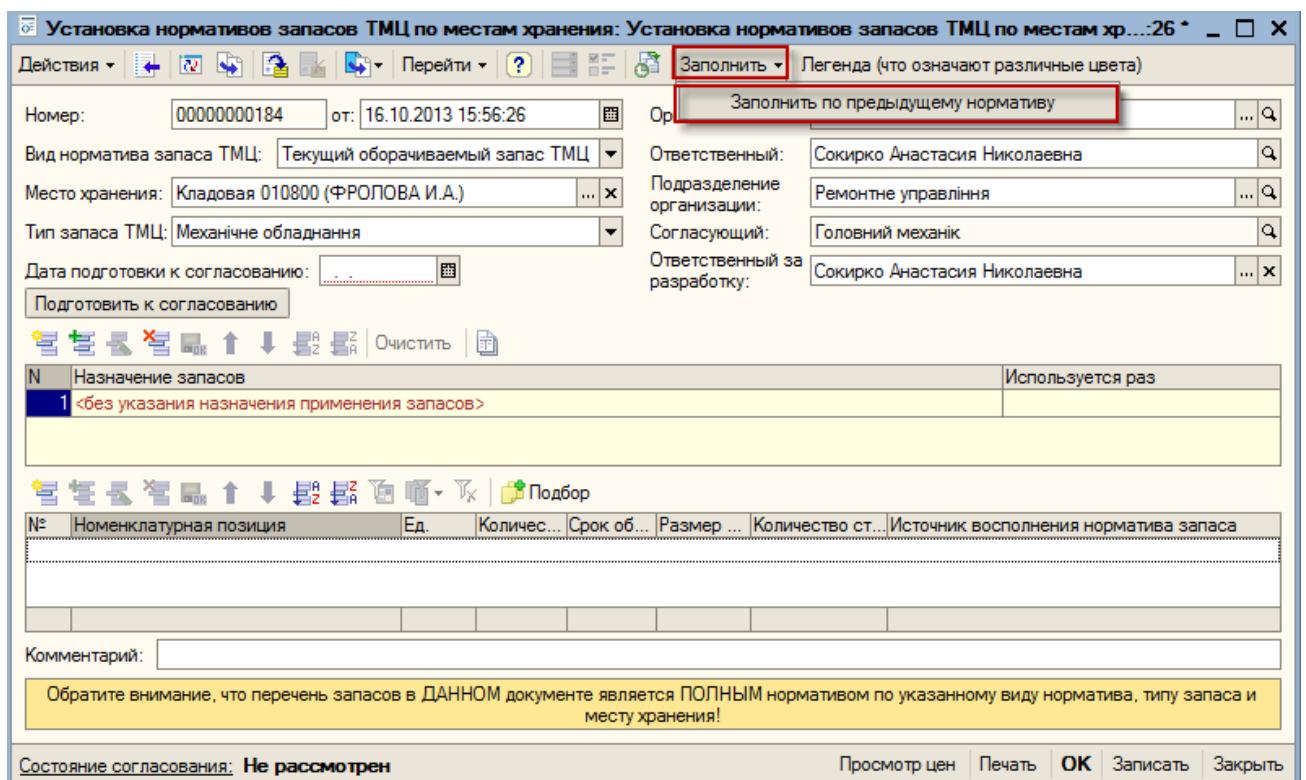 Установка нормативов запасов ТМЦ по местам хранения: Установка нормативов запасов ТМЦ по местам хр...:26 *
Действия Перейти ? Заполнить Легенда (что означают различные цвета)
Заполнить по предыдущему нормативу
Номер: 00000000184 от: 16.10.2013 15:56:26 Ор
Вид норматива запаса ТМЦ: Текущий оборачиваемый запас ТМЦ Ответственный: Сокирко Анастасия Николаевна
Место хранения: Кладовая 010800 (ФРОЛОВА И.А.) ... x Подразделение организации: Ремонтне управління ...
Тип запаса ТМЦ: Механічне обладнання Согласующий: Головний механік
Дата подготовки к согласованию: . . Ответственный за разработку: Сокирко Анастасия Николаевна ... x
Подготовить к согласованию
Очистить
N Назначение запасов Используется раз
1 <без указания назначения применения запасов>
Подбор
№ Номенклатурная позиция Ед. Количес... Срок об... Размер ... Количество ст... Источник восполнения норматива запаса
Комментарий:
Обратите внимание, что перечень запасов в ДАННОМ документе является ПОЛНЫМ нормативом по указанному виду норматива, типу запаса и
месту хранения!
Состояние согласования: Не рассмотрен Просмотр цен Печать OK Записать Закрыть